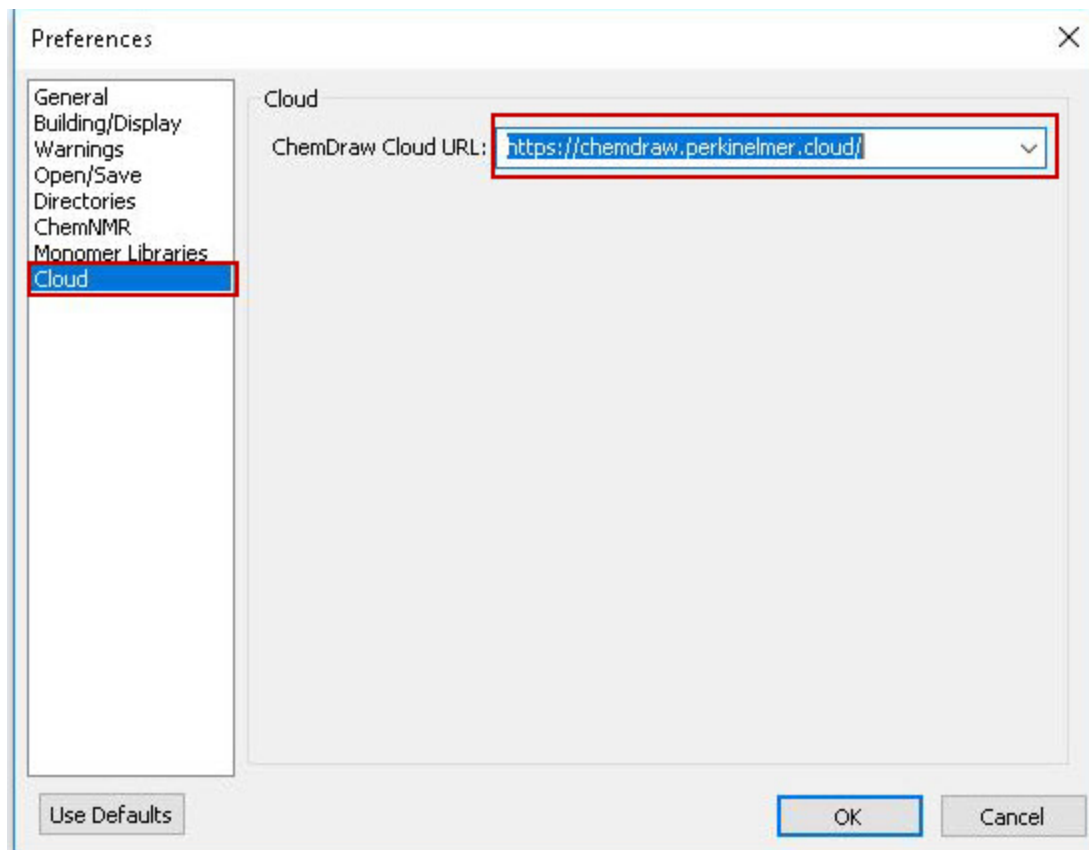 Preferences
General
Building/Display
Warnings
Open/Save
Directories
ChemNMR
Monomer Libraries
Cloud
Cloud
ChemDraw Cloud URL: https://chemdraw.perkinelmer.cloud/
Use Defaults
OK
Cancel